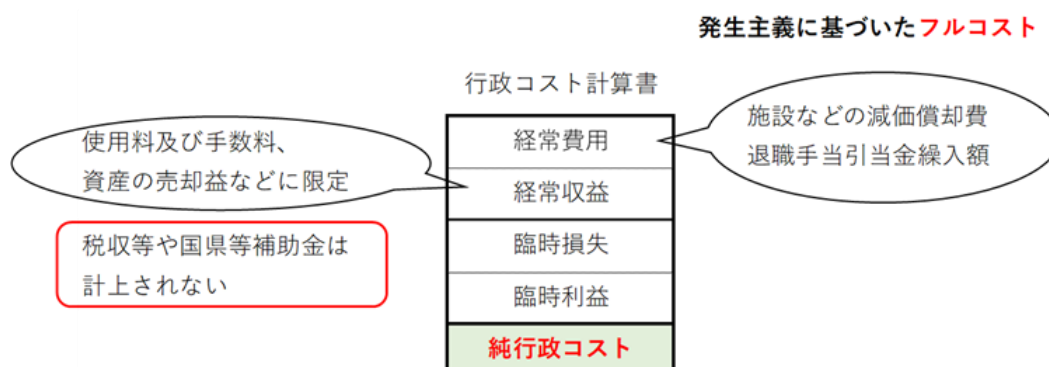 発生主義に基づいたフルコスト
行政コスト計算書
使用料及び手数料、
資産の売却益などに限定
経常費用
経常収益
臨時損失
臨時利益
純行政コスト
施設などの減価償却費
退職手当引当金繰入額
税収等や国県等補助金は
計上されない